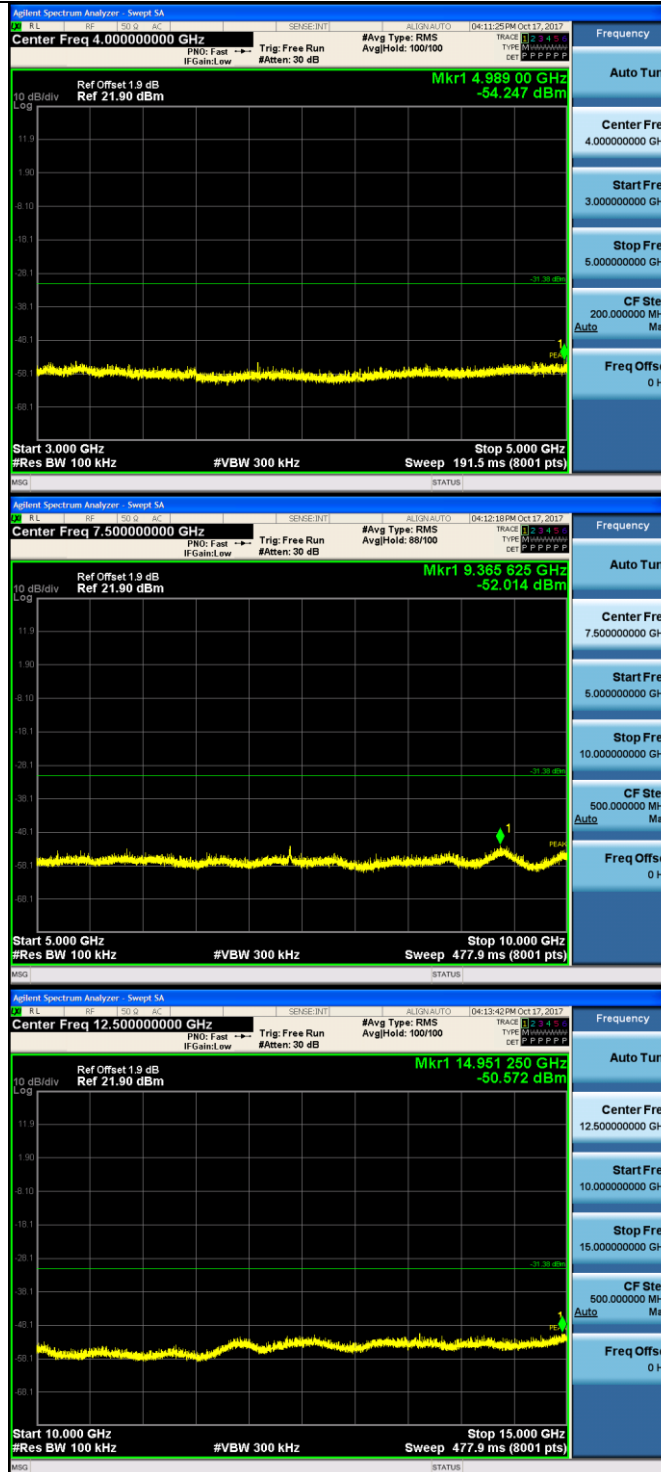 Agilent Spectrum Analyzer - Swept SA
RL RF 50 Ω AC SENSE:INT ALIGNAUTO 04:11:25 PM Oct 17, 2017
Center Freq 4.000000000 GHz #Avg Type: RMS TRACE 1 2 3 4 5 6
PNO: Fast Trig: Free Run Avg|Hold: 100/100 TYPE M
IFGain:Low #Atten: 30 dB DET P P P P P P
Mkr1 4.989 00 GHz
-54.247 dBm
Ref Offset 1.9 dB
10 dB/div Ref 21.90 dBm
Log
11.9
1.90
-8.10
-18.1
-28.1
-31.38 dBm
-38.1
-48.1
1
PEAK
-58.1
-68.1
Start 3.000 GHz Stop 5.000 GHz
#Res BW 100 kHz #VBW 300 kHz Sweep 191.5 ms (8001 pts)
MSG STATUS
Frequency
Auto Tun
Center Fre
4.000000000 GH
Start Fre
3.000000000 GH
Stop Fre
5.000000000 GH
CF Ste
200.000000 MH
Auto Ma
Freq Offs
0 H
Agilent Spectrum Analyzer - Swept SA
RL RF 50 Ω AC SENSE:INT ALIGNAUTO 04:12:18 PM Oct 17, 2017
Center Freq 7.500000000 GHz #Avg Type: RMS TRACE 1 2 3 4 5 6
PNO: Fast Trig: Free Run Avg|Hold: 88/100 TYPE M
IFGain:Low #Atten: 30 dB DET P P P P P P
Mkr1 9.365 625 GHz
-52.014 dBm
Ref Offset 1.9 dB
10 dB/div Ref 21.90 dBm
Log
11.9
1.90
-8.10
-18.1
-28.1
-31.38 dBm
-38.1
-48.1
1
PEAK
-58.1
-68.1
Start 5.000 GHz Stop 10.000 GHz
#Res BW 100 kHz #VBW 300 kHz Sweep 477.9 ms (8001 pts)
MSG STATUS
Frequency
Auto Tun
Center Fre
7.500000000 GH
Start Fre
5.000000000 GH
Stop Fre
10.000000000 GH
CF Ste
500.000000 MH
Auto Ma
Freq Offs
0 H
Agilent Spectrum Analyzer - Swept SA
RL RF 50 Ω AC SENSE:INT ALIGNAUTO 04:13:42 PM Oct 17, 2017
Center Freq 12.500000000 GHz #Avg Type: RMS TRACE 1 2 3 4 5 6
PNO: Fast Trig: Free Run Avg|Hold: 100/100 TYPE M
IFGain:Low #Atten: 30 dB DET P P P P P P
Mkr1 14.951 250 GHz
-50.572 dBm
Ref Offset 1.9 dB
10 dB/div Ref 21.90 dBm
Log
11.9
1.90
-8.10
-18.1
-28.1
-31.38 dBm
-38.1
-48.1
1
PEAK
-58.1
-68.1
Start 10.000 GHz Stop 15.000 GHz
#Res BW 100 kHz #VBW 300 kHz Sweep 477.9 ms (8001 pts)
MSG STATUS
Frequency
Auto Tun
Center Fre
12.500000000 GH
Start Fre
10.000000000 GH
Stop Fre
15.000000000 GH
CF Ste
500.000000 MH
Auto Ma
Freq Offs
0 H